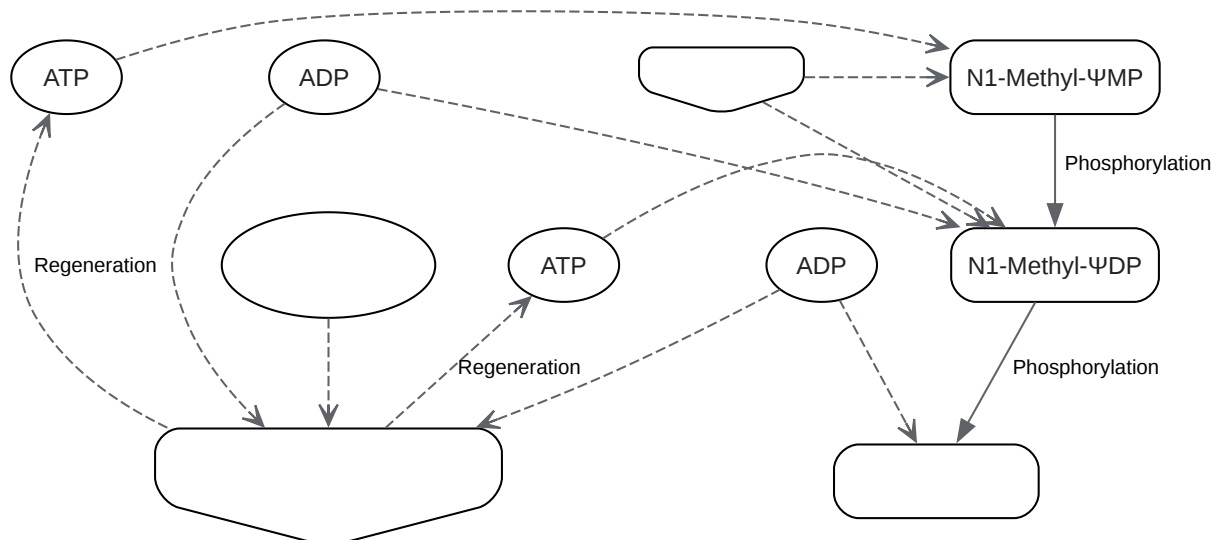 ATP
ADP
N1-Methyl-ΨMP
Phosphorylation
Regeneration
ATP
ADP
N1-Methyl-ΨDP
Regeneration
Phosphorylation